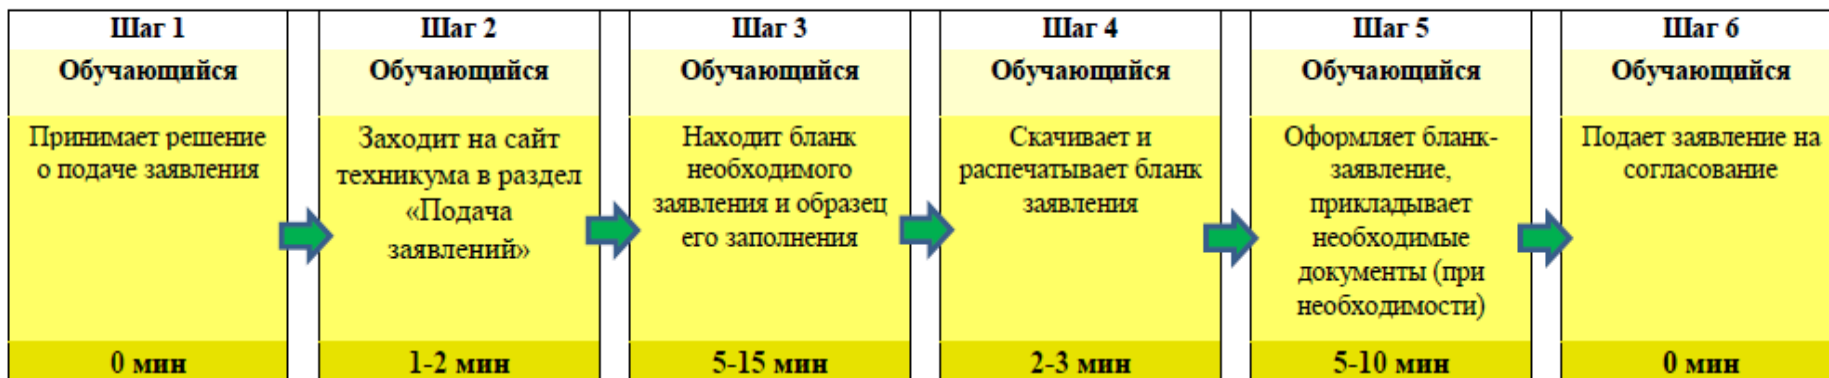 Шаг 1
Обучающийся
Принимает решение
о подаче заявления
0 мин
Шаг 2
Обучающийся
Заходит на сайт
техникума в раздел
«Подача
заявлений»
1-2 мин
Шаг 3
Обучающийся
Находит бланк
необходимого
заявления и образец
его заполнения
5-15 мин
Шаг 4
Обучающийся
Скачивает и
распечатывает бланк
заявления
2-3 мин
Шаг 5
Обучающийся
Оформляет бланк-
заявление,
прикладывает
необходимые
документы (при
необходимости)
5-10 мин
Шаг 6
Обучающийся
Подает заявление на
согласование
0 мин